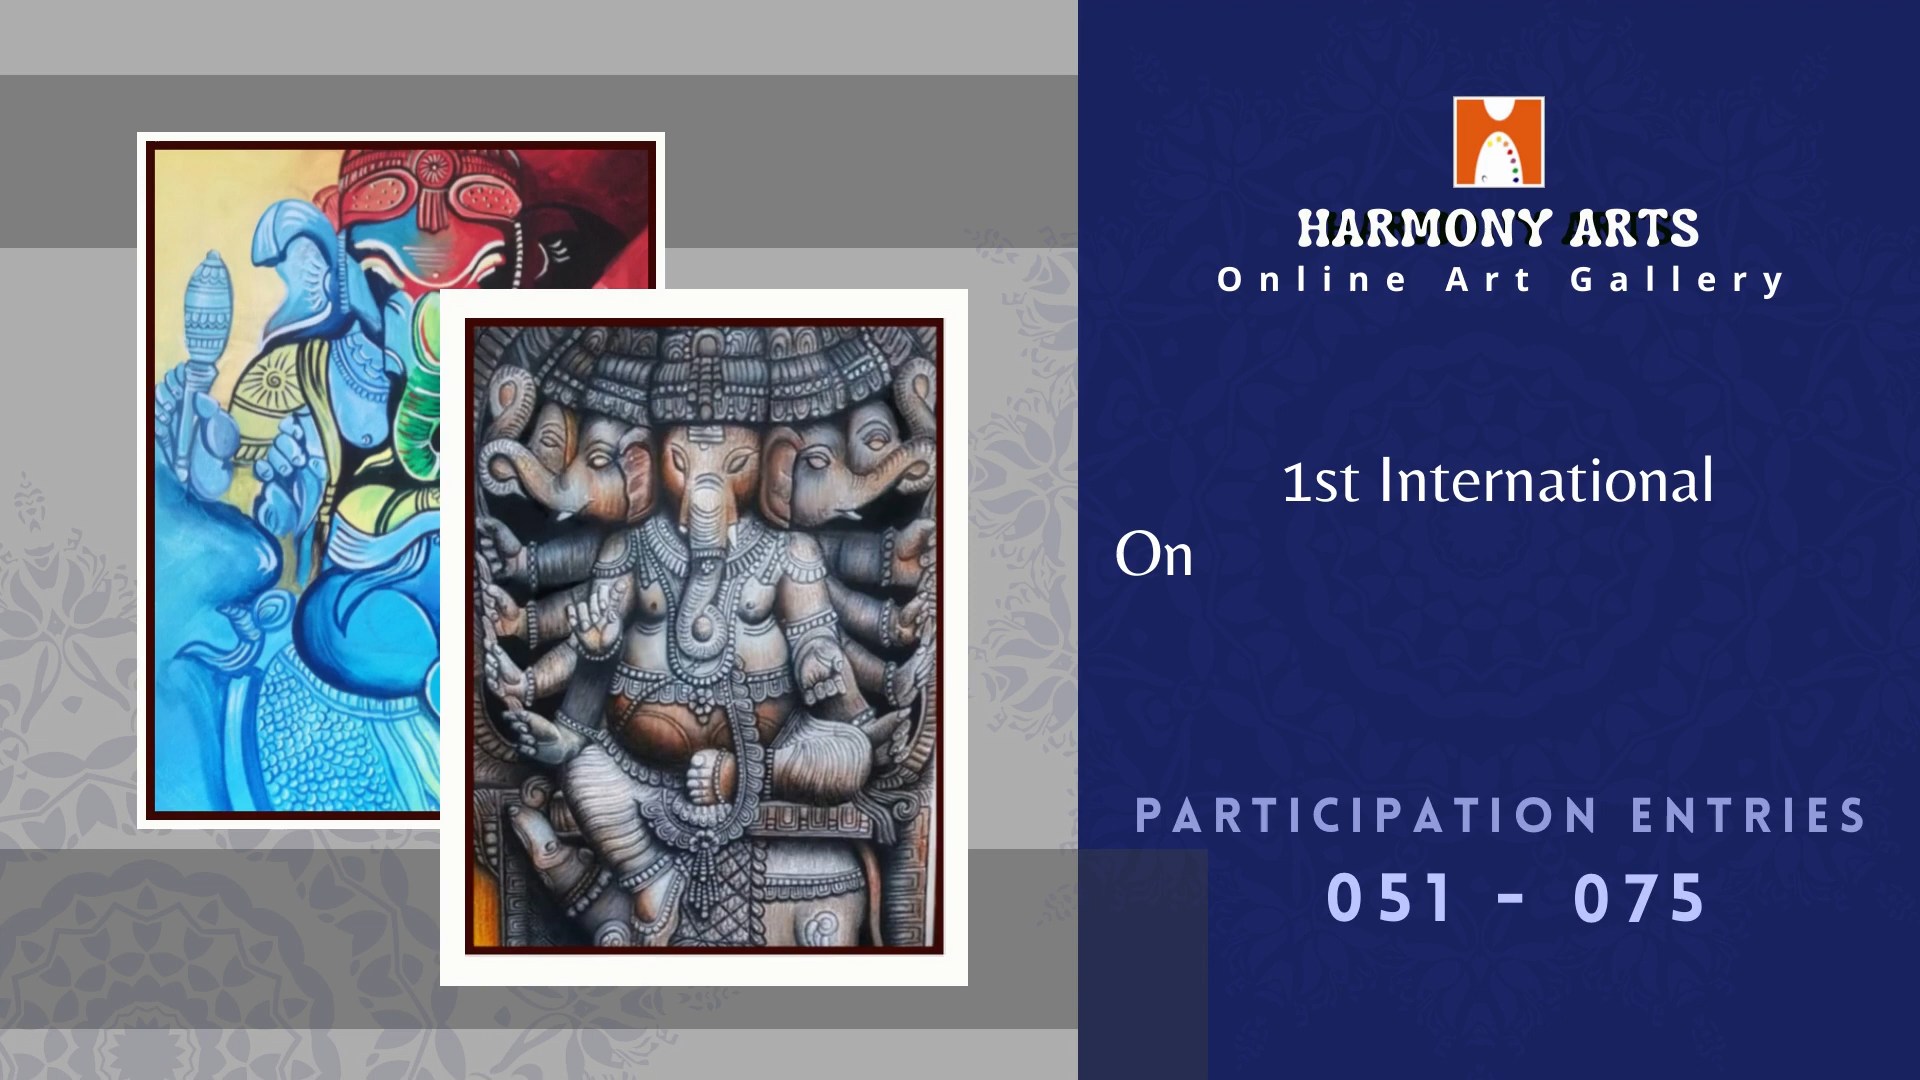 HARMONY ARTS
Online Art Gallery
1st International
On
PARTICIPATION ENTRIES
051 - 075